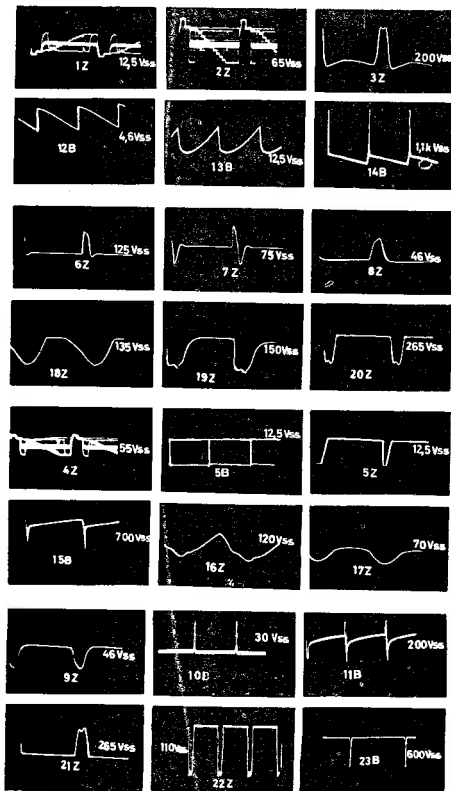 12,5Vss
1Z
65Vss
2Z
200Vss
3Z
4,6Vss
12B
12,5Vss
13B
1,1kVss
14B
125Vss
6Z
75Vss
7Z
46Vss
8Z
135Vss
18Z
150Vss
19Z
265Vss
20Z
55Vss
4Z
12,5Vss
5B
12,5Vss
5Z
700Vss
15B
120Vss
16Z
70Vss
17Z
46Vss
9Z
30Vss
10B
200Vss
11B
265Vss
21Z
110Vss
22Z
600Vss
23B